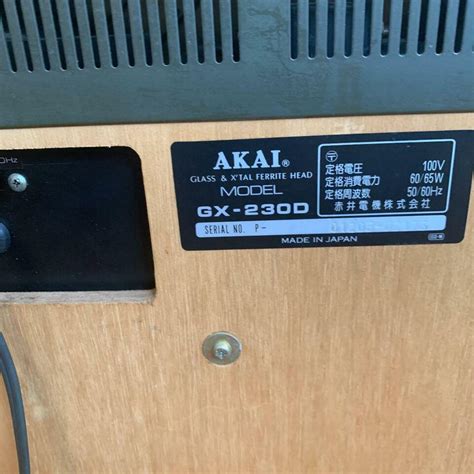 0Hz
AKAI®
GLASS & X'TAL FERRITE HEAD
MODEL
GX-230D
SERIAL NO. P-
MADE IN JAPAN
〒
定格電圧 100V
定格消費電力 60/65W
定格周波数 50/60Hz
赤井電機株式会社